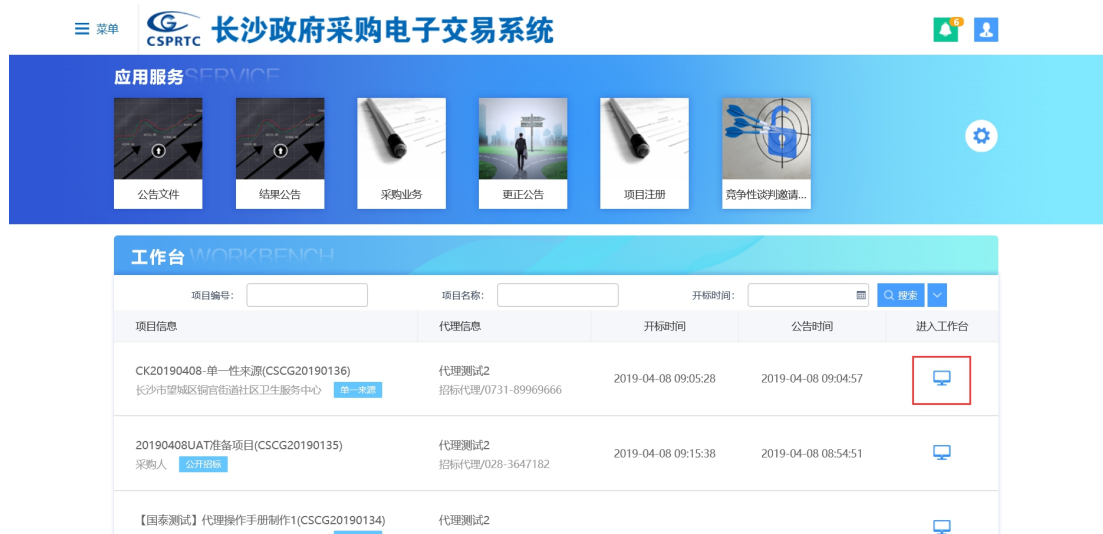 菜单
CSPRTC
长沙政府采购电子交易系统
6
应用服务SERVICE
公告文件 结果公告 采购业务 更正公告 项目注册 竞争性谈判邀请...
工作台 WORKBENCH
项目编号： 项目名称： 开标时间： 搜索
项目信息 代理信息 开标时间 公告时间 进入工作台
CK20190408-单一性来源(CSCG20190136) 代理测试2
2019-04-08 09:05:28 2019-04-08 09:04:57
长沙市望城区铜官街道社区卫生服务中心 单一来源 招标代理/0731-89969666
20190408UAT准备项目(CSCG20190135) 代理测试2
2019-04-08 09:15:38 2019-04-08 08:54:51
采购人 公开招标 招标代理/028-3647182
【国泰测试】代理操作手册制作1(CSCG20190134) 代理测试2